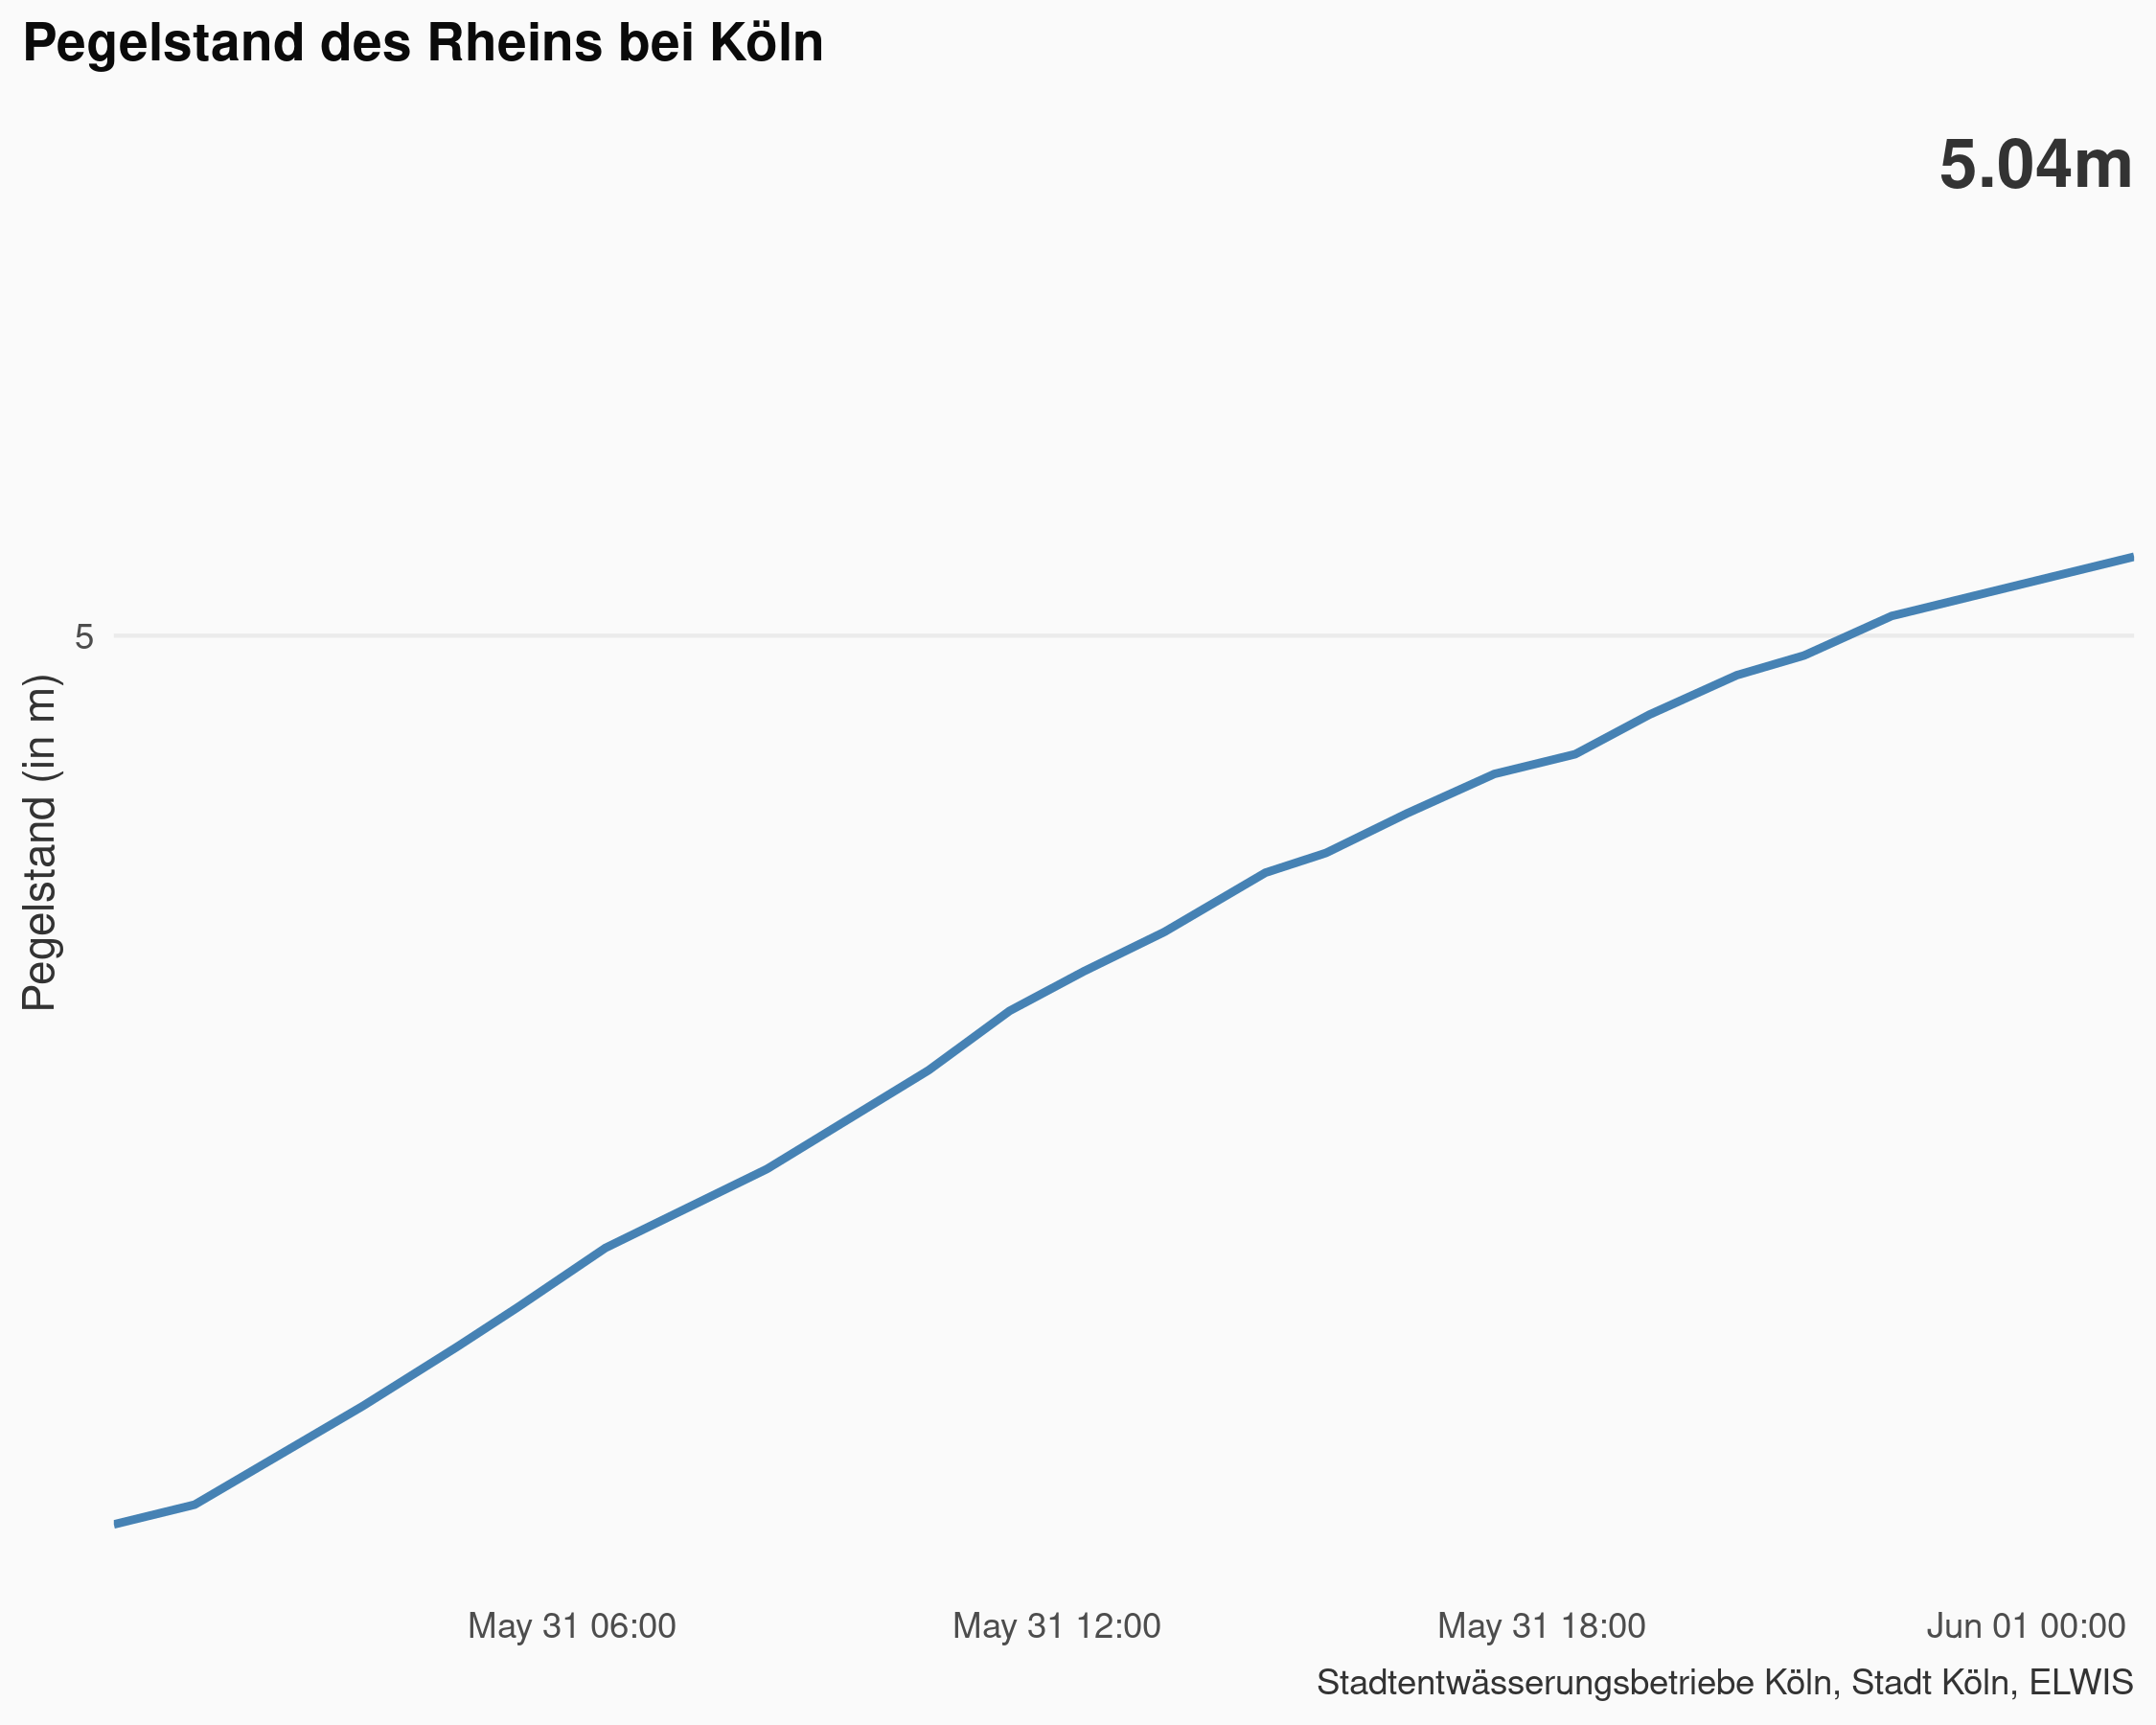 Pegelstand des Rheins bei Köln
5.04m
5
Pegelstand (in m)
May 31 06:00
May 31 12:00
May 31 18:00
Jun 01 00:00
Stadtentwässerungsbetriebe Köln, Stadt Köln, ELWIS